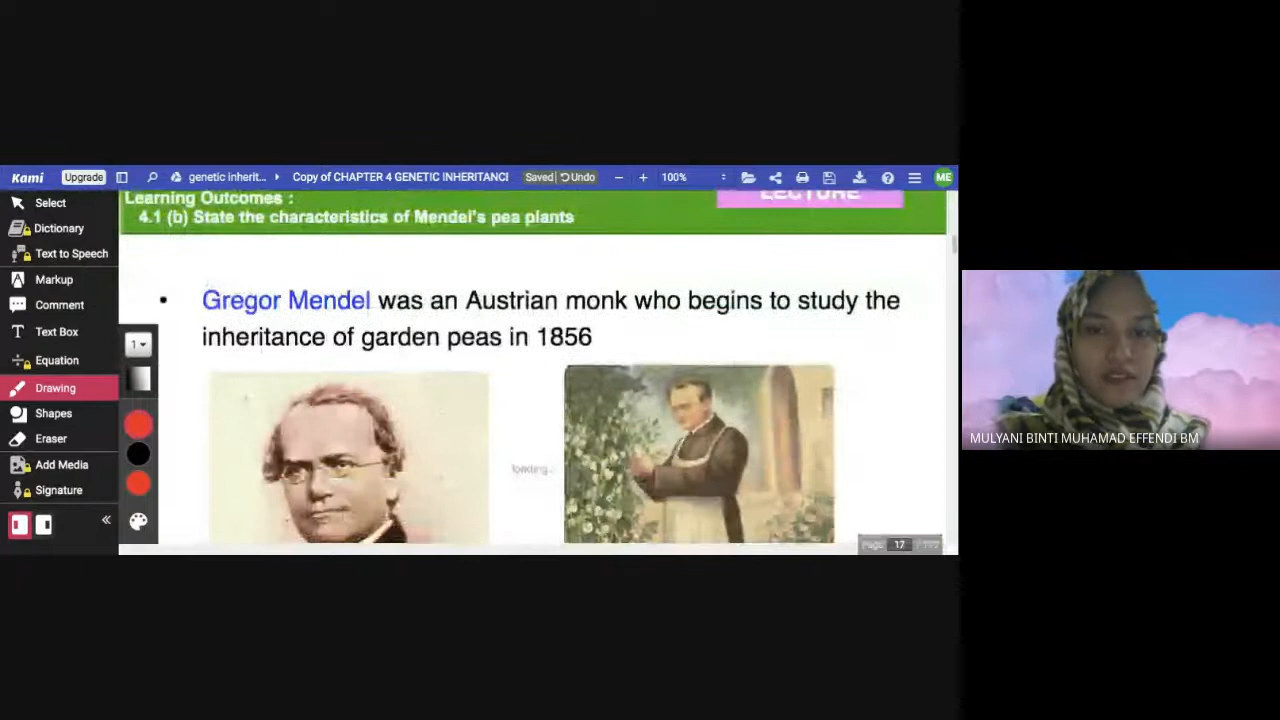 Kami
Upgrade
genetic inherit...
Copy of CHAPTER 4 GENETIC INHERITANCI
Saved
Undo
100%
ME
Select
Dictionary
Text to Speech
Markup
Comment
Text Box
Equation
Drawing
Shapes
Eraser
Add Media
Signature
1
Learning Outcomes :
4.1 (b) State the characteristics of Mendel's pea plants
LECTURE
• Gregor Mendel was an Austrian monk who begins to study the
inheritance of garden peas in 1856
loading...
Page 17
MULYANI BINTI MUHAMAD EFFENDI BM